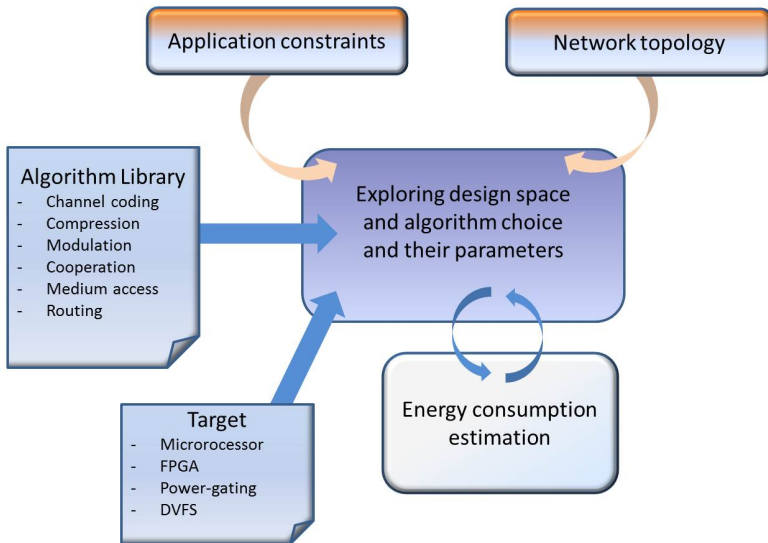 Application constraints
Network topology
Algorithm Library
- Channel coding
- Compression
- Modulation
- Cooperation
- Medium access
- Routing
Exploring design space
and algorithm choice
and their parameters
Energy consumption
estimation
Target
- Microrocessor
- FPGA
- Power-gating
- DVFS